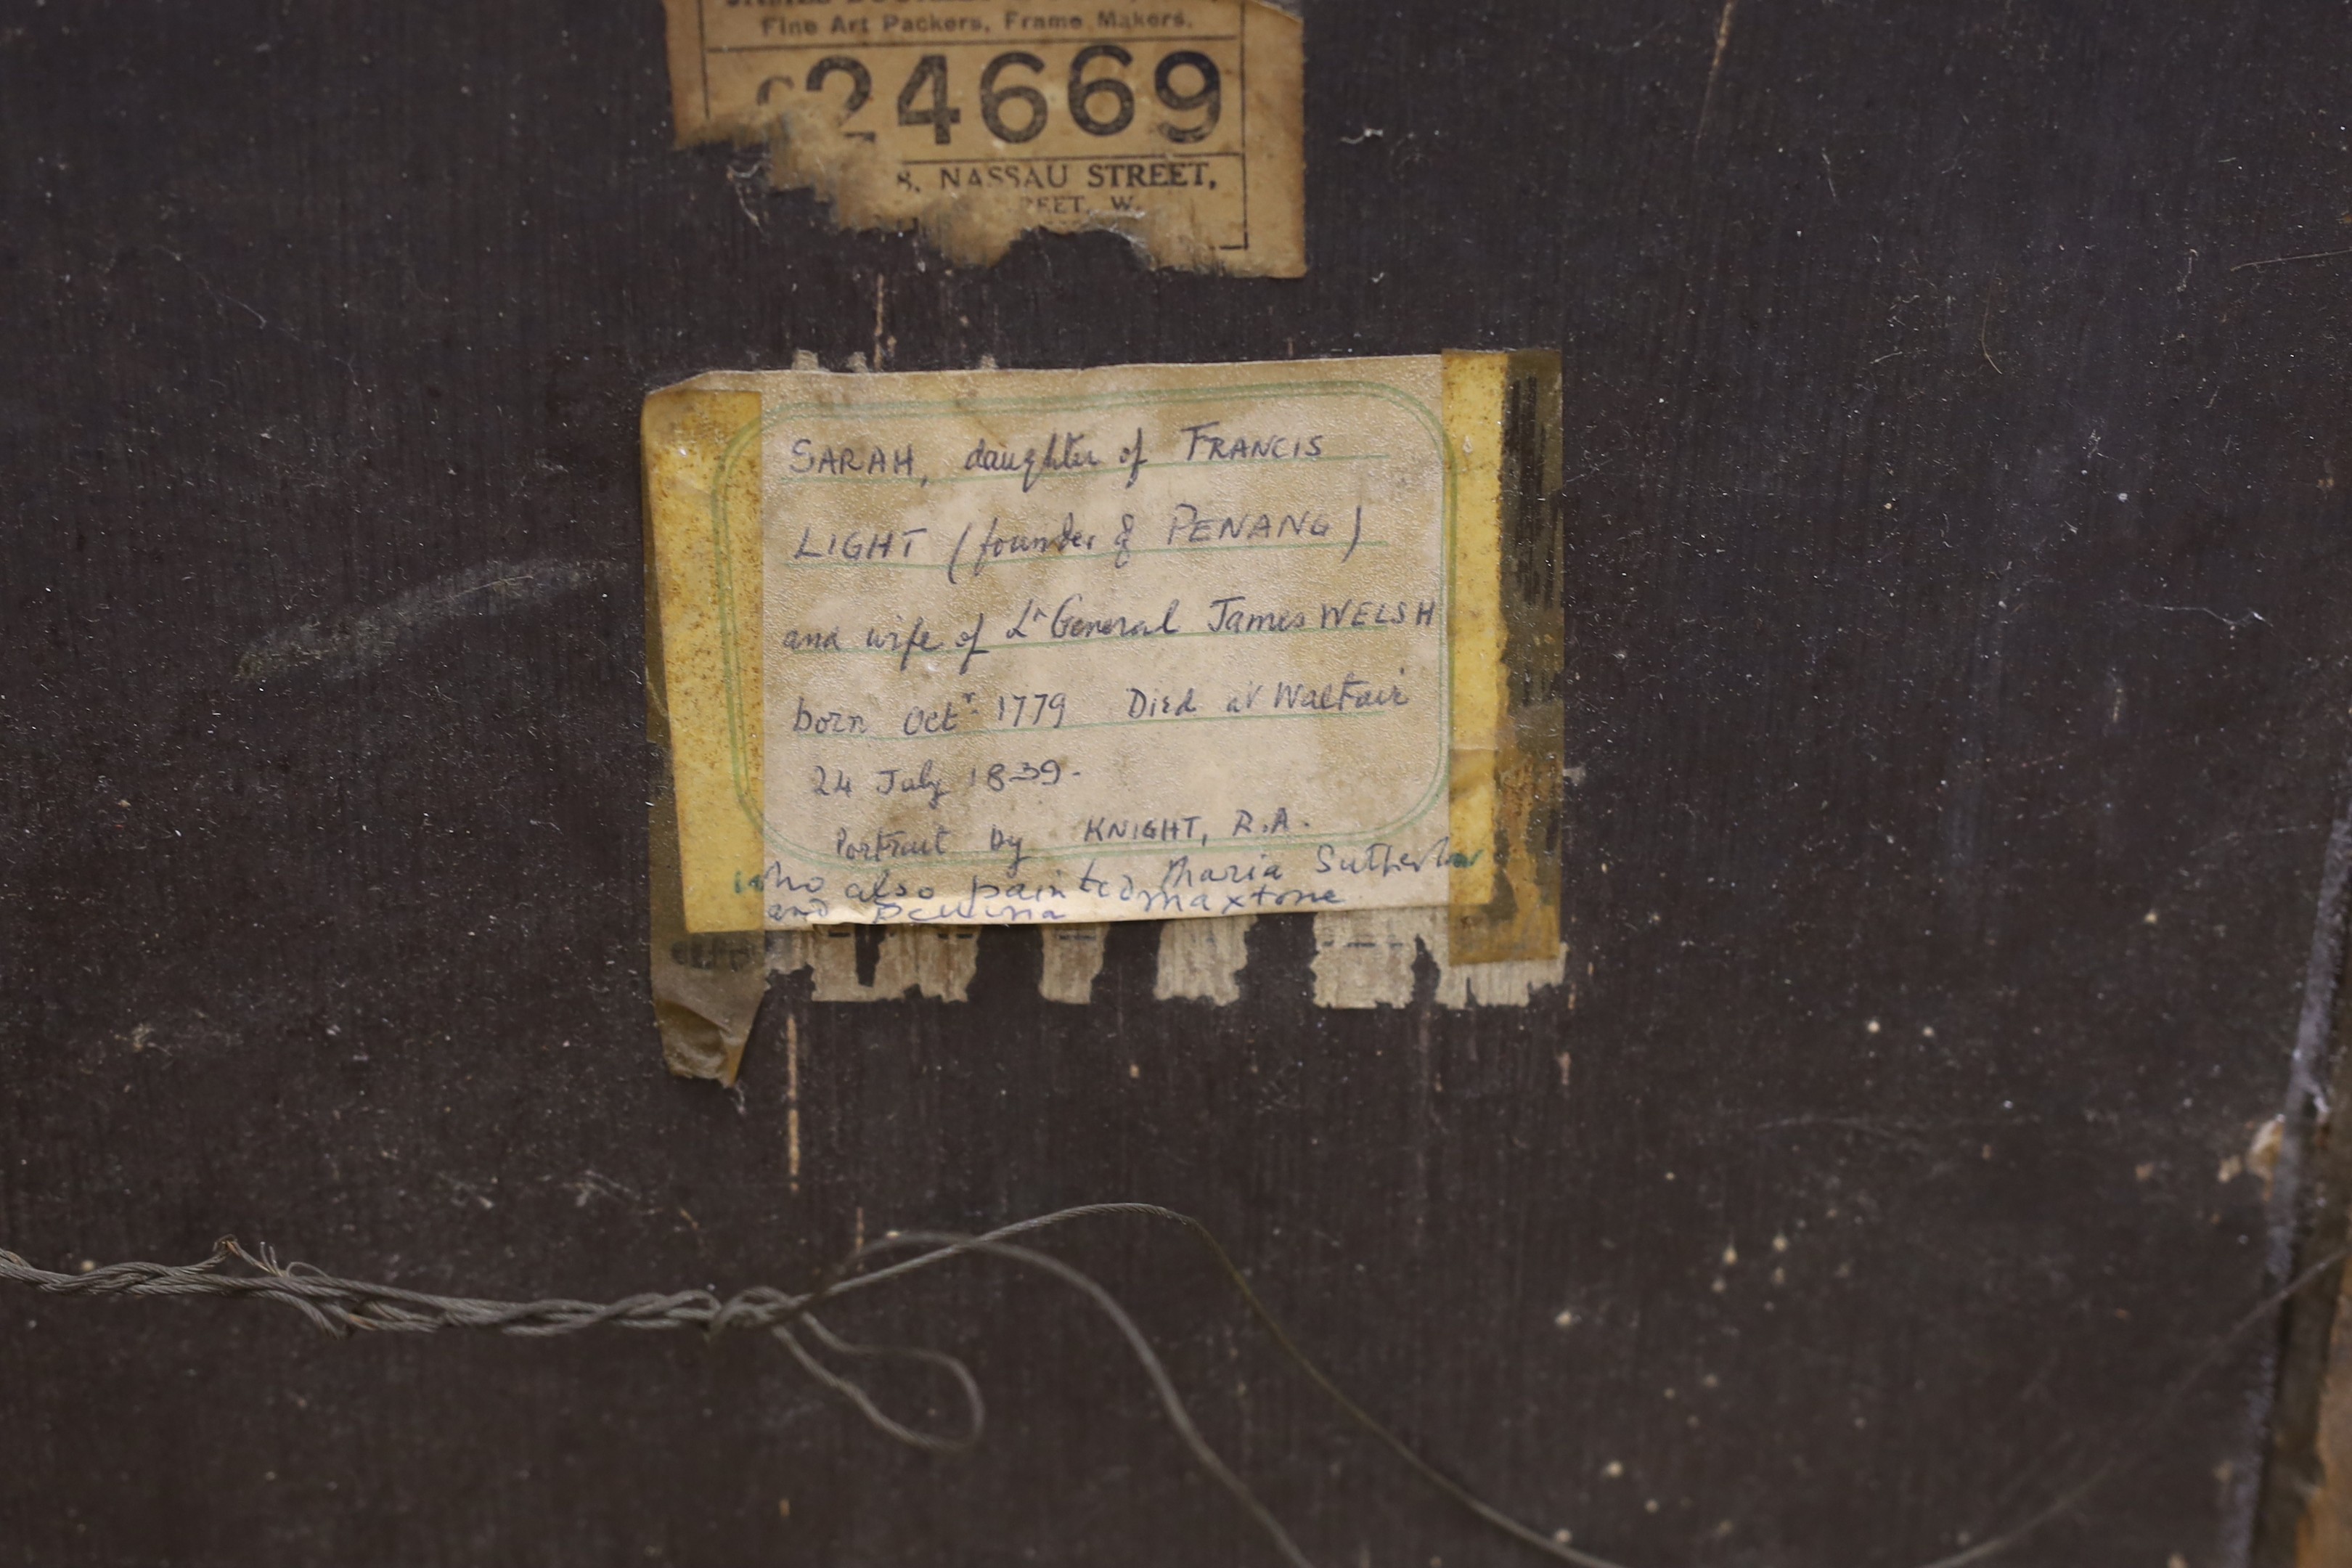 Fine Art Packers, Frame Makers.
24669
8, NASSAU STREET,
REET, W.
SARAH, daughter of FRANCIS
LIGHT (founder of PENANG)
and wife of Lt General James WELSH
born Octr 1779 Died at Waltair
24 July 1839-
Portrait by KNIGHT, R.A.
who also painted Maria
and Maxtone